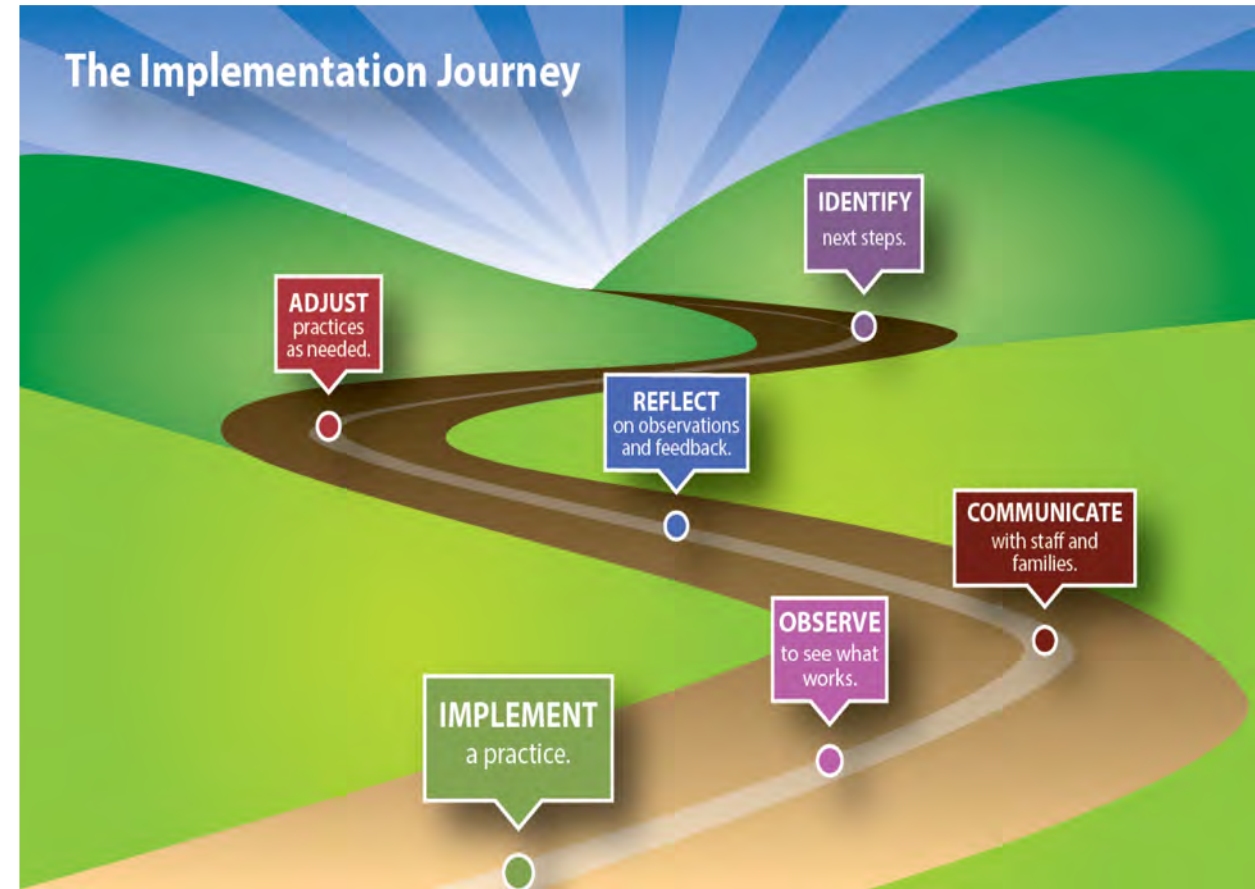 The Implementation Journey
IDENTIFY
next steps.
ADJUST
practices
as needed.
REFLECT
on observations
and feedback.
COMMUNICATE
with staff and
families.
OBSERVE
to see what
works.
IMPLEMENT
a practice.